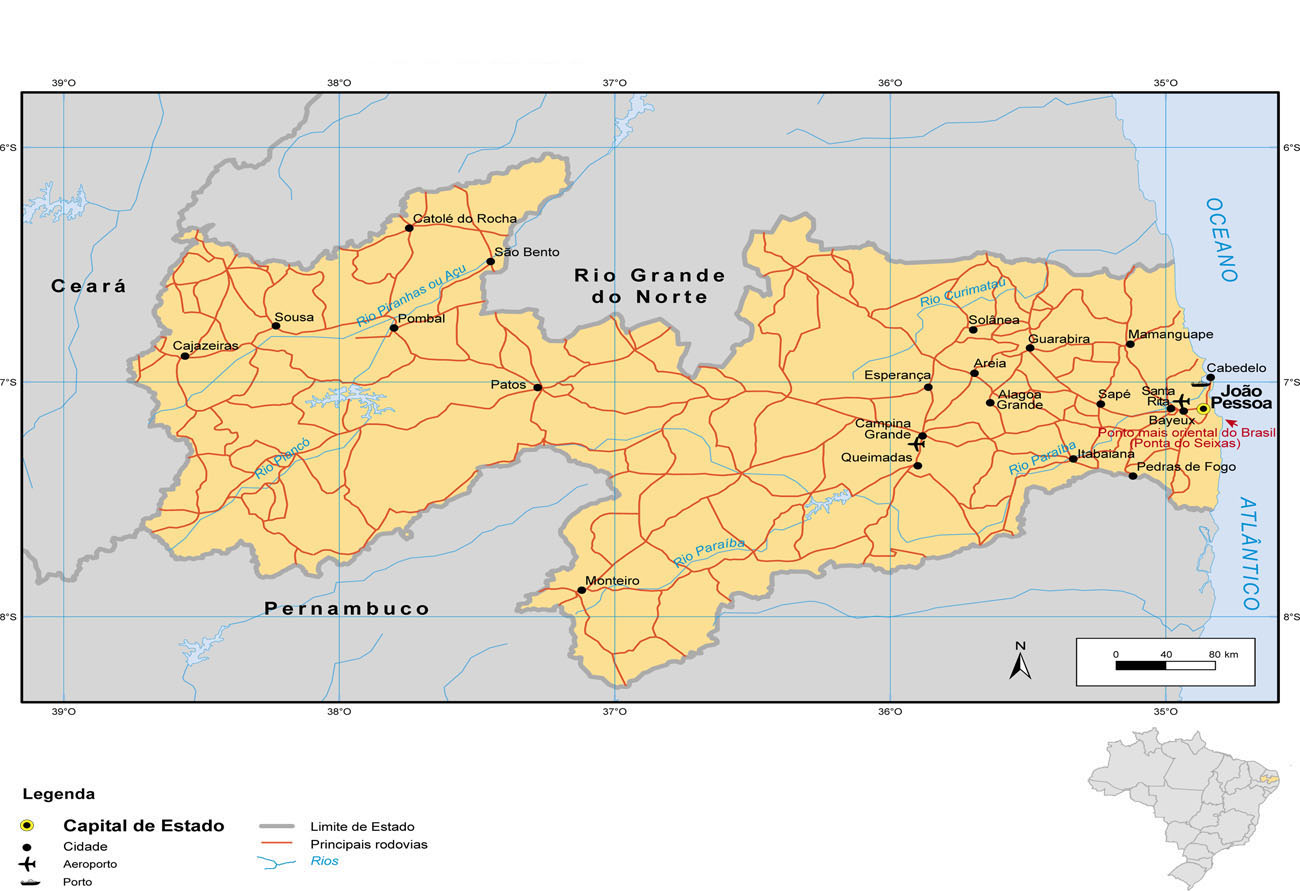 39°O 38°O 37°O 36°O 35°O
6°S 6°S
OCEANO
Catolé do Rocha
São Bento
Ceará
Rio Grande
do Norte
Rio Piranhas ou Açu
Rio Curimatau
Sousa
Pombal
Solânea
Mamanguape
Guarabira
Cajazeiras
Areia
Cabedelo
7°S 7°S
Patos
Esperança
Alagoa
Grande
Sapé
Santa
Rita
João
Pessoa
Bayeux
Campina
Grande
Ponto mais oriental do Brasil
(Ponta do Seixas)
Queimadas
Rio Piancó
Rio Paraíba
Itabaiana
Pedras de Fogo
ATLÂNTICO
Rio Paraíba
Monteiro
Pernambuco
8°S 8°S
N
0 40 80 km
39°O 38°O 37°O 36°O 35°O
Legenda
Capital de Estado
Cidade
Aeroporto
Porto
Limite de Estado
Principais rodovias
Rios